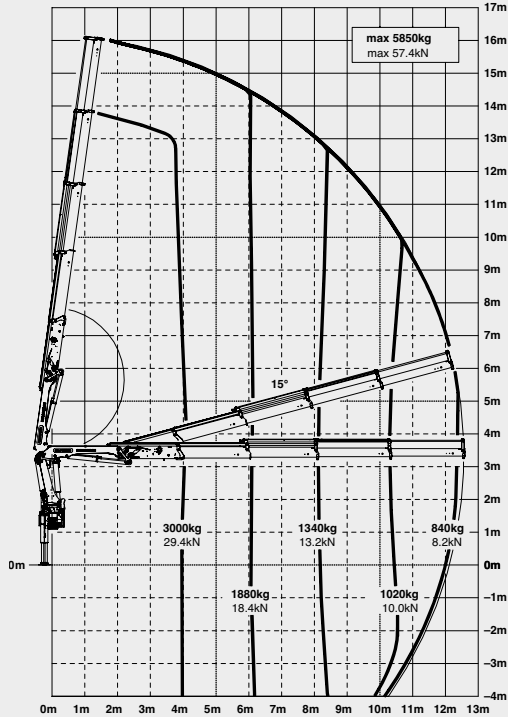 17m
max 5850kg
max 57.4kN
16m
15m
14m
13m
12m
11m
10m
9m
8m
7m
6m
15°
5m
4m
3m
2m
3000kg
29.4kN
1340kg
13.2kN
840kg
8.2kN
1m
0m
0m
1880kg
18.4kN
1020kg
10.0kN
-1m
-2m
-3m
-4m
0m 1m 2m 3m 4m 5m 6m 7m 8m 9m 10m 11m 12m 13m